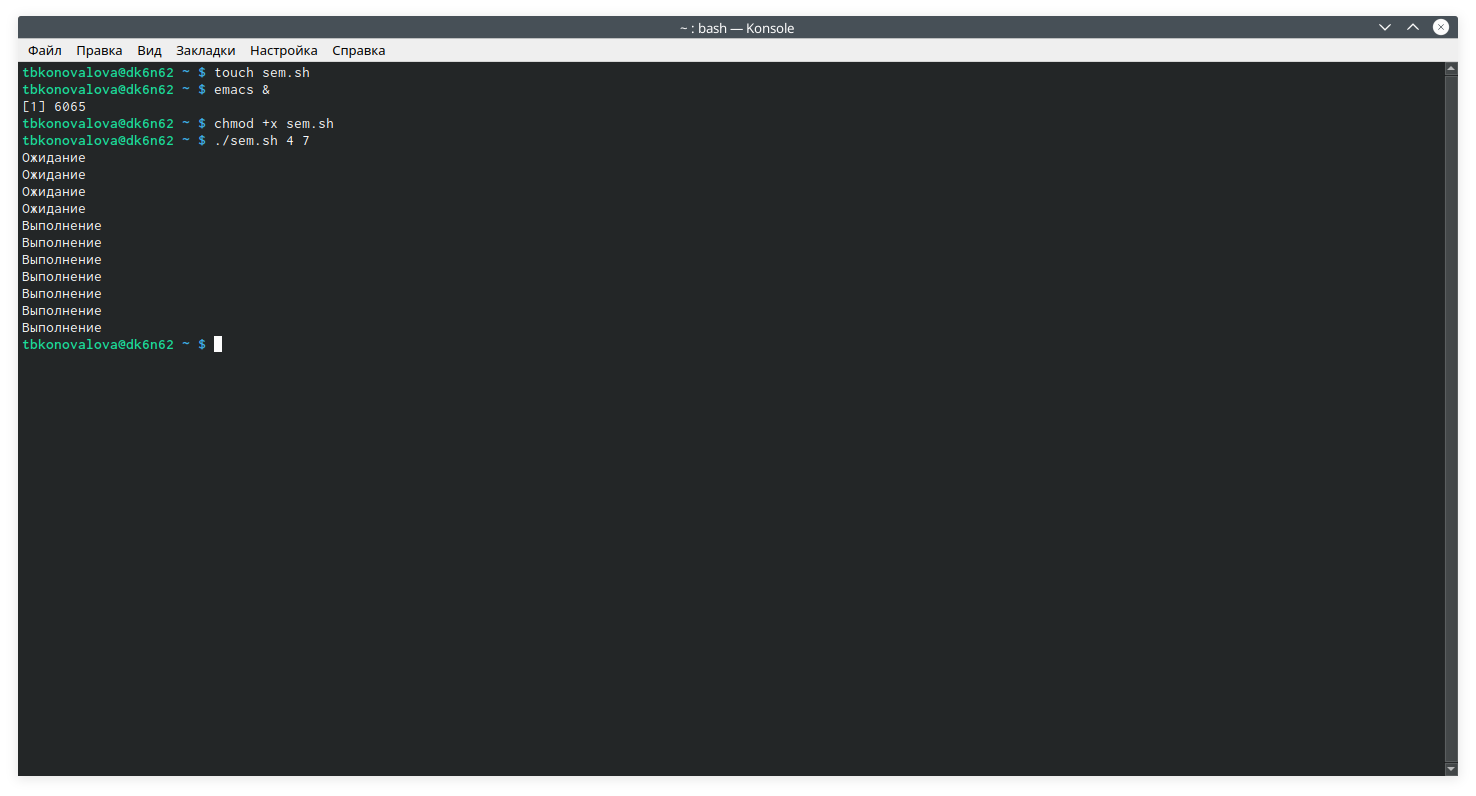 ~ : bash — Konsole
Файл Правка Вид Закладки Настройка Справка
tbkonovalova@dk6n62 ~ $ touch sem.sh
tbkonovalova@dk6n62 ~ $ emacs &
[1] 6065
tbkonovalova@dk6n62 ~ $ chmod +x sem.sh
tbkonovalova@dk6n62 ~ $ ./sem.sh 4 7
Ожидание
Ожидание
Ожидание
Ожидание
Выполнение
Выполнение
Выполнение
Выполнение
Выполнение
Выполнение
Выполнение
tbkonovalova@dk6n62 ~ $